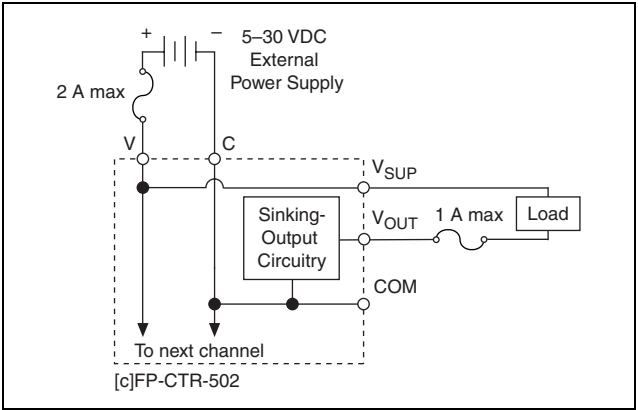 +
–
5–30 VDC
External
Power Supply
2 A max
V
C
VSUP
Sinking-
Output
Circuitry
VOUT
1 A max
Load
COM
To next channel
[c]FP-CTR-502